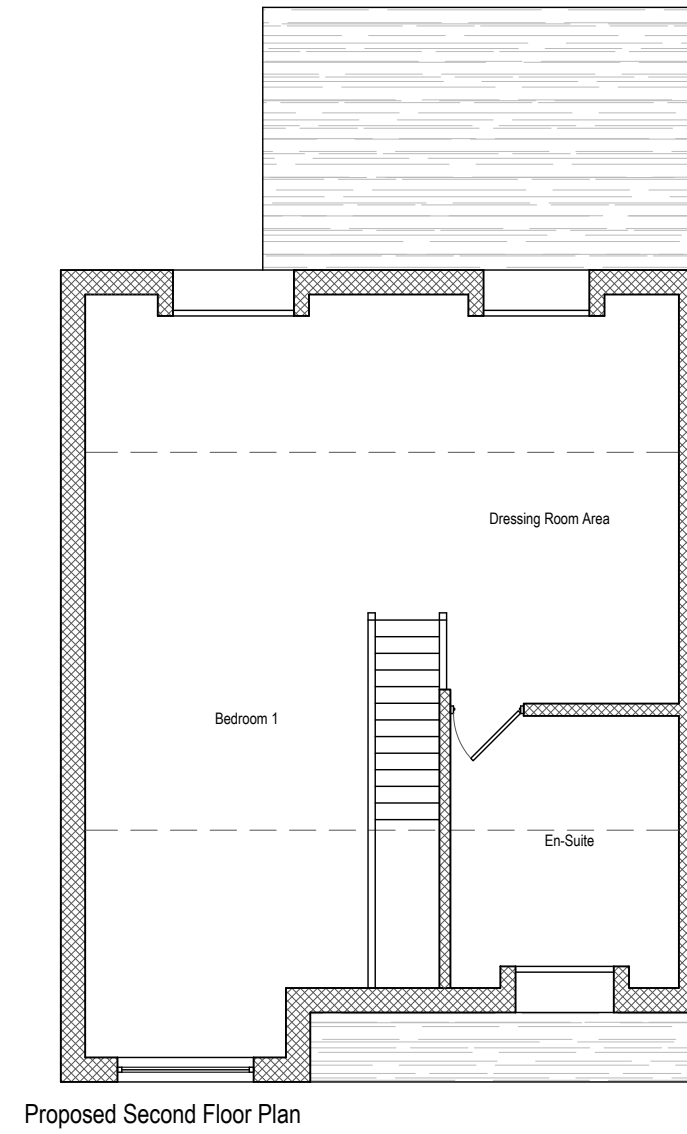 Dressing Room Area
Bedroom 1
En-Suite
Proposed Second Floor Plan